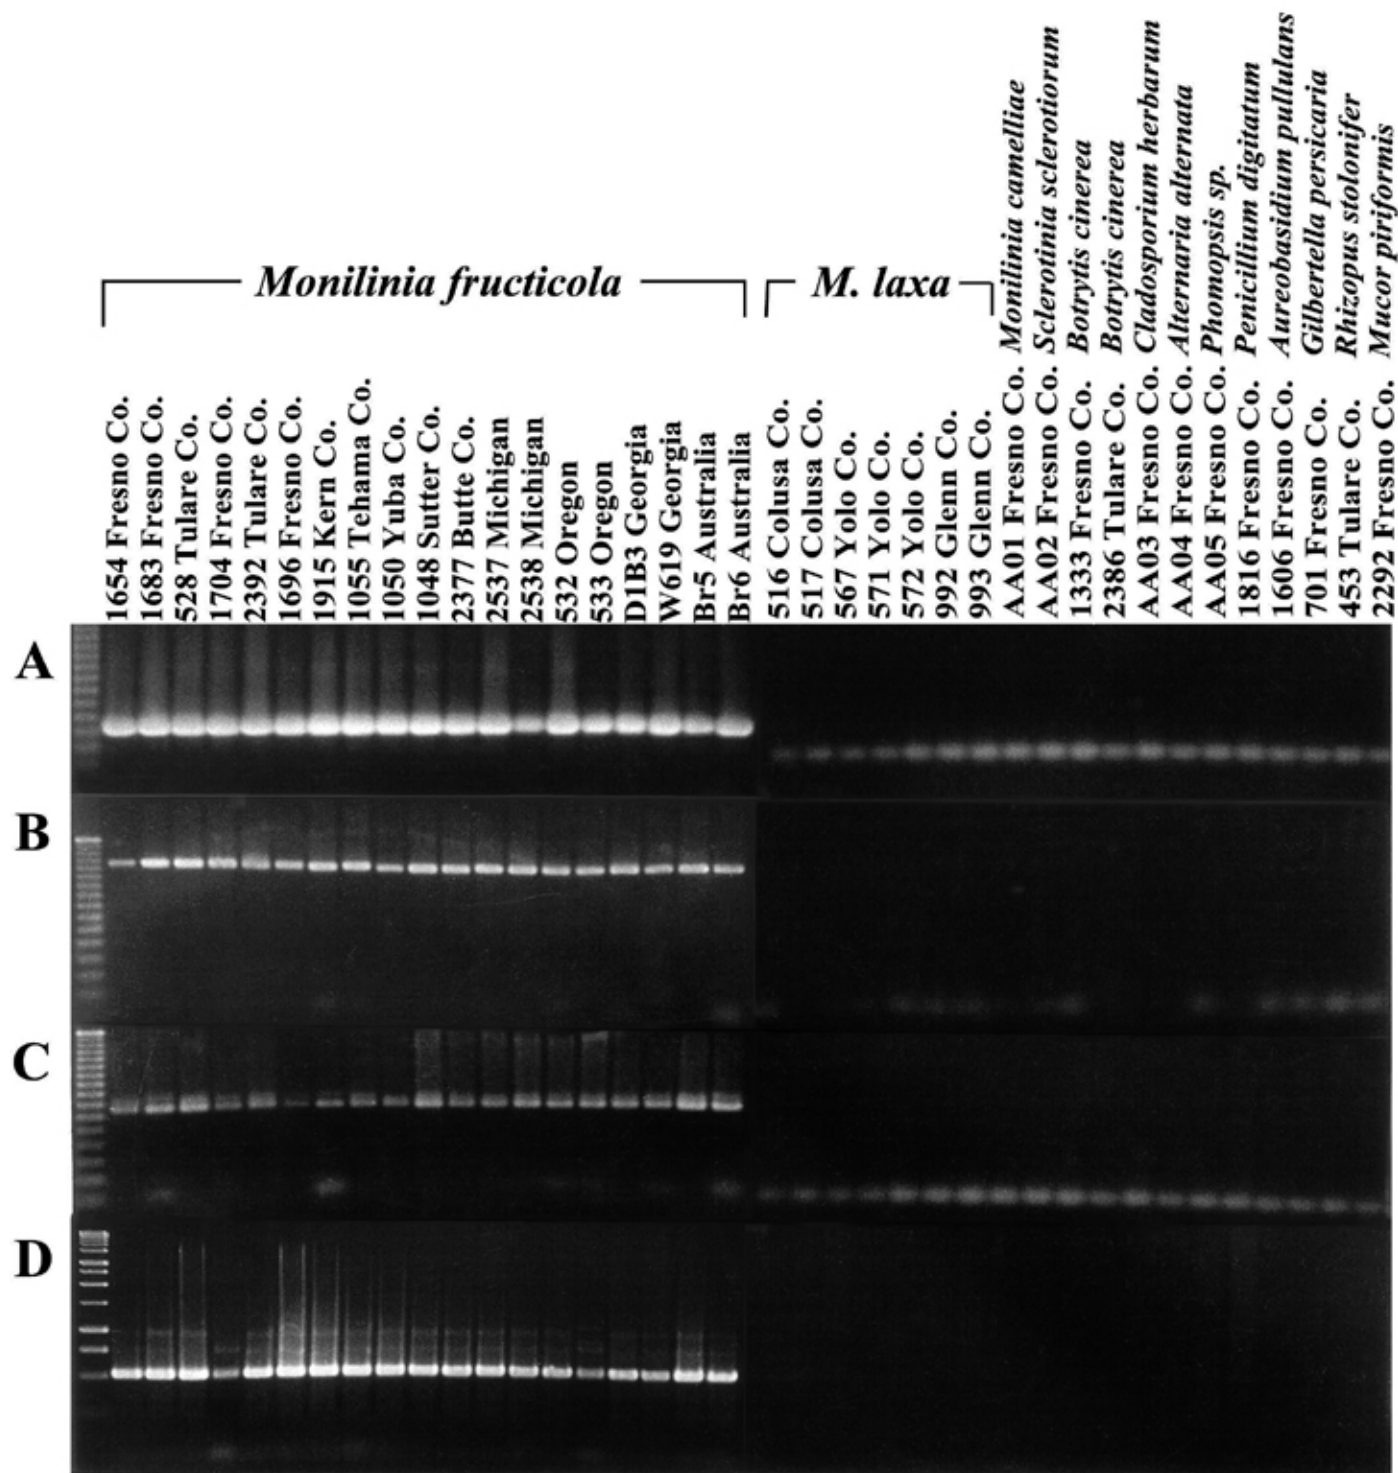 Monilinia camelliae
Sclerotinia sclerotiorum
Botrytis cinerea
Botrytis cinerea
Cladosporium herbarum
Alternaria alternata
Phomopsis sp.
Penicillium digitatum
Aureobasidium pullulans
Gilbertella persicaria
Rhizopus stolonifer
Mucor piriformis
Monilinia fructicola
M. laxa
1654 Fresno Co.
1683 Fresno Co.
528 Tulare Co.
1704 Fresno Co.
2392 Tulare Co.
1696 Fresno Co.
1915 Kern Co.
1055 Tehama Co.
1050 Yuba Co.
1048 Sutter Co.
2377 Butte Co.
2537 Michigan
2538 Michigan
532 Oregon
533 Oregon
D1B3 Georgia
W619 Georgia
Br5 Australia
Br6 Australia
516 Colusa Co.
517 Colusa Co.
567 Yolo Co.
571 Yolo Co.
572 Yolo Co.
992 Glenn Co.
993 Glenn Co.
AA01 Fresno Co.
AA02 Fresno Co.
1333 Fresno Co.
2386 Tulare Co.
AA03 Fresno Co.
AA04 Fresno Co.
AA05 Fresno Co.
1816 Fresno Co.
1606 Fresno Co.
701 Fresno Co.
453 Tulare Co.
2292 Fresno Co.
A
B
C
D